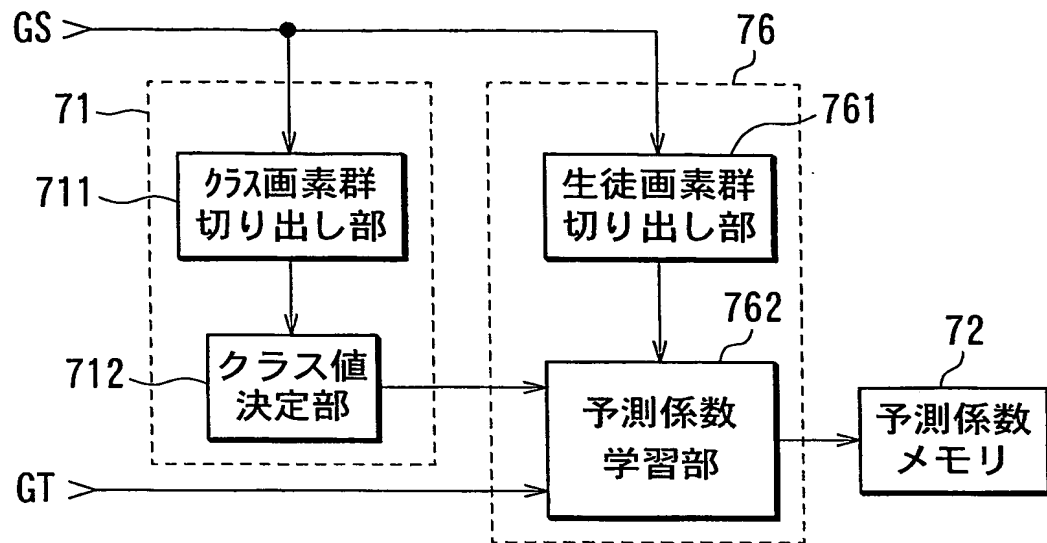 GS
76
71
761
711
ｸﾗｽ画素群
切り出し部
生徒画素群
切り出し部
762
72
712
クラス値
決定部
予測係数
学習部
予測係数
メモリ
GT